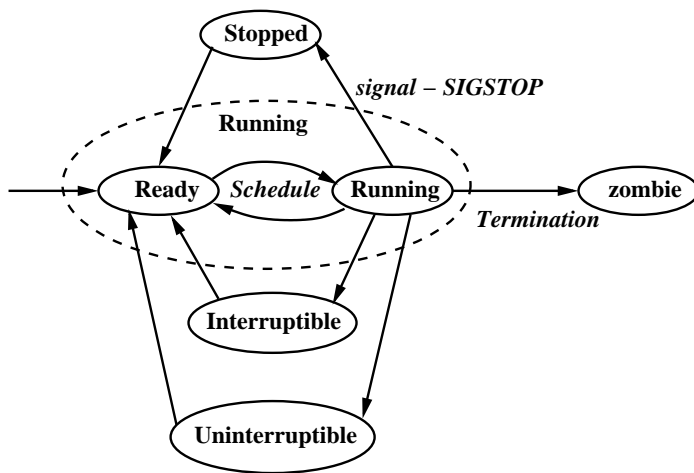 Stopped
signal – SIGSTOP
Running
Ready
Schedule
Running
zombie
Termination
Interruptible
Uninterruptible